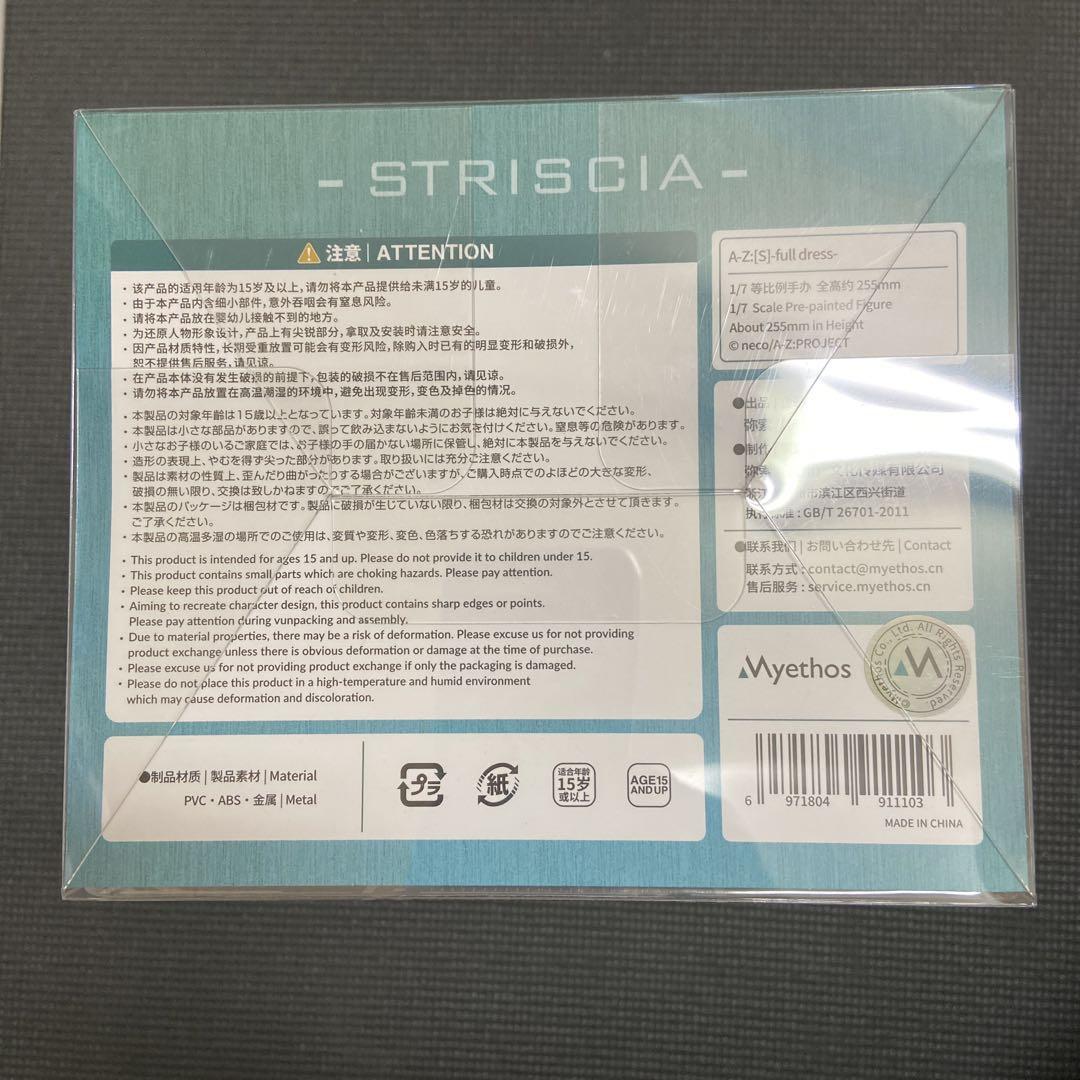 - STRISCIA -
注意 | ATTENTION
・该产品的适用年龄为15岁及以上,请勿将本产品提供给未满15岁的儿童。
・由于本产品内含细小部件,意外吞咽会有窒息风险。
・请将本产品放在婴幼儿接触不到的地方。
・为还原人物形象设计,产品上有尖锐部分,拿取及安装时请注意安全。
・因产品材质特性,长期受重放置可能会有变形风险,除购入时已有的明显变形和破损外,
恕不提供售后服务,请见谅。
・在产品本体没有发生破损的前提下,包装的破损不在售后范围内,请见谅。
・请勿将本产品放置在高温潮湿的环境中,避免出现变形,变色及掉色的情况。
・本製品の対象年齢は15歳以上となっています。対象年齢未満のお子様は絶対に与えないでください。
・本製品は小さな部品がありますので、誤って飲み込まないようにお気を付けください。窒息等の危険があります。
・小さなお子様のいるご家庭では、お子様の手の届かない場所に保管し、絶対に本製品を与えないでください。
・造形の表現上、やむを得ず尖った部分があります。取り扱いには充分ご注意ください。
・製品は素材の性質上、歪んだり曲がったりする場合がございますが、ご購入時点でのよほどの大きな変形、
破損の無い限り、交換は致しかねますのでご了承ください。
・本製品のパッケージは梱包材です。製品に破損が生じていない限り、梱包材は交換の対象外とさせて頂きます。
ご了承ください。
・本製品の高温多湿の場所でのご使用は、変質や変形、変色、色落ちする恐れがありますのでご注意ください。
・This product is intended for ages 15 and up. Please do not provide it to children under 15.
・This product contains small parts which are choking hazards. Please pay attention.
・Please keep this product out of reach of children.
・Aiming to recreate character design, this product contains sharp edges or points.
Please pay attention during vunpacking and assembly.
・Due to material properties, there may be a risk of deformation. Please excuse us for not providing
product exchange unless there is obvious deformation or damage at the time of purchase.
・Please excuse us for not providing product exchange if only the packaging is damaged.
・Please do not place this product in a high-temperature and humid environment
which may cause deformation and discoloration.
●制品材质 | 製品素材 | Material
PVC・ABS・金属 | Metal
プラ
紙
适合年龄
15岁
或以上
AGE15
AND UP
A-Z:[S]-full dress-
1/7 等比例手办 全高约 255mm
1/7 Scale Pre-painted Figure
About 255mm in Height
© neco/A-Z:PROJECT
●出品
●制作
文化传媒有限公司
市滨江区西兴街道
执行标准 : GB/T 26701-2011
●联系我们 | お問い合わせ先 | Contact
联系方式 : contact@myethos.cn
售后服务 : service.myethos.cn
Myethos
©Myethos Co., Ltd. All Rights Reserved.
6 971804 911103
MADE IN CHINA